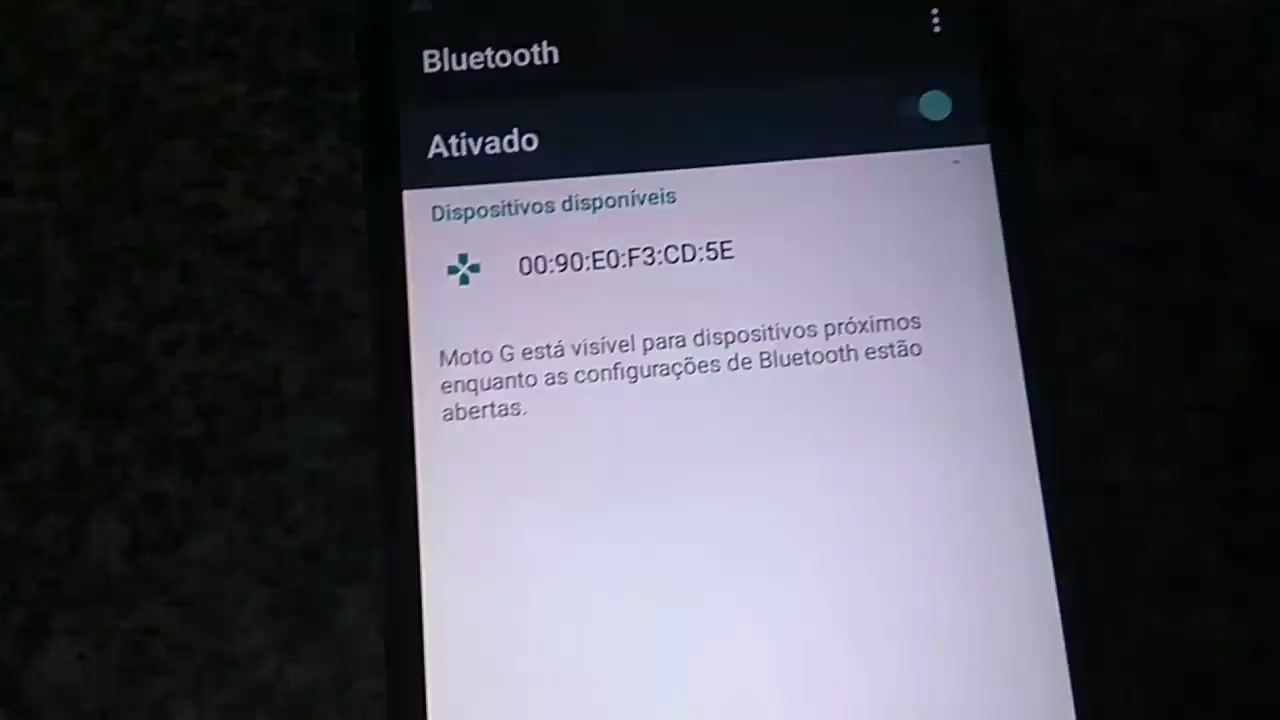 Bluetooth
Ativado
Dispositivos disponíveis
00:90:E0:F3:CD:5E
Moto G está visível para dispositivos próximos
enquanto as configurações de Bluetooth estão
abertas.